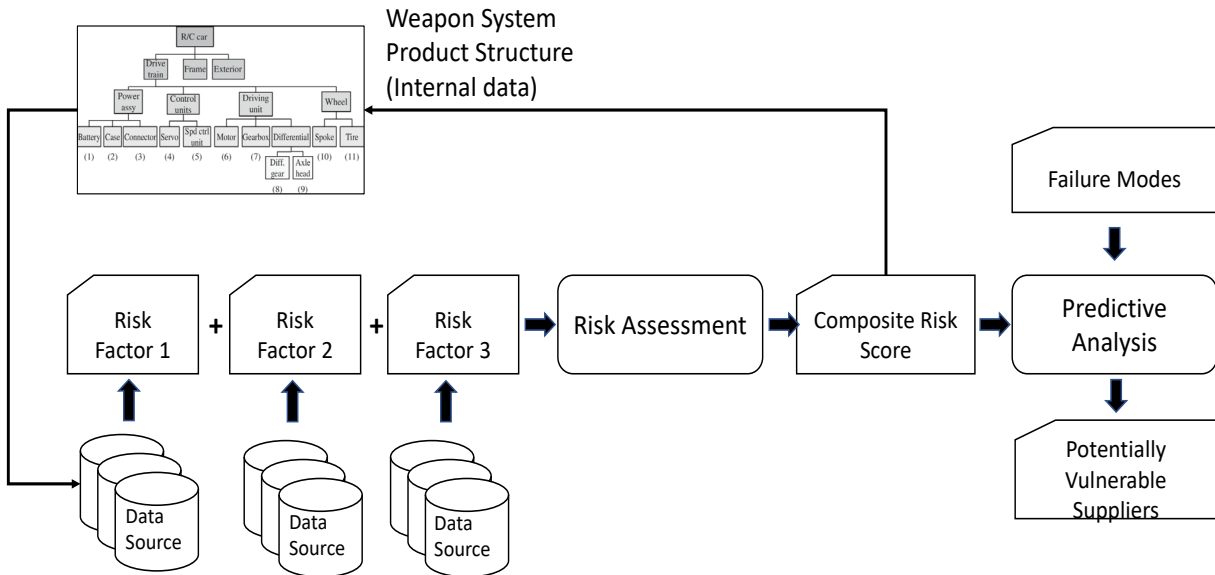 Weapon System
Product Structure
(Internal data)
R/C car
Drive
train
Frame
Exterior
Power
assy
Control
units
Driving
unit
Wheel
Battery
Case
Connector
Servo
Spd ctrl
unit
Motor
Gearbox
Differential
Spoke
Tire
(1)
(2)
(3)
(4)
(5)
(6)
(7)
(10)
(11)
Diff.
gear
Axle
head
(8)
(9)
Failure Modes
Risk
Factor 1
+
Risk
Factor 2
+
Risk
Factor 3
Risk Assessment
Composite Risk
Score
Predictive
Analysis
Data
Source
Data
Source
Data
Source
Potentially
Vulnerable
Suppliers